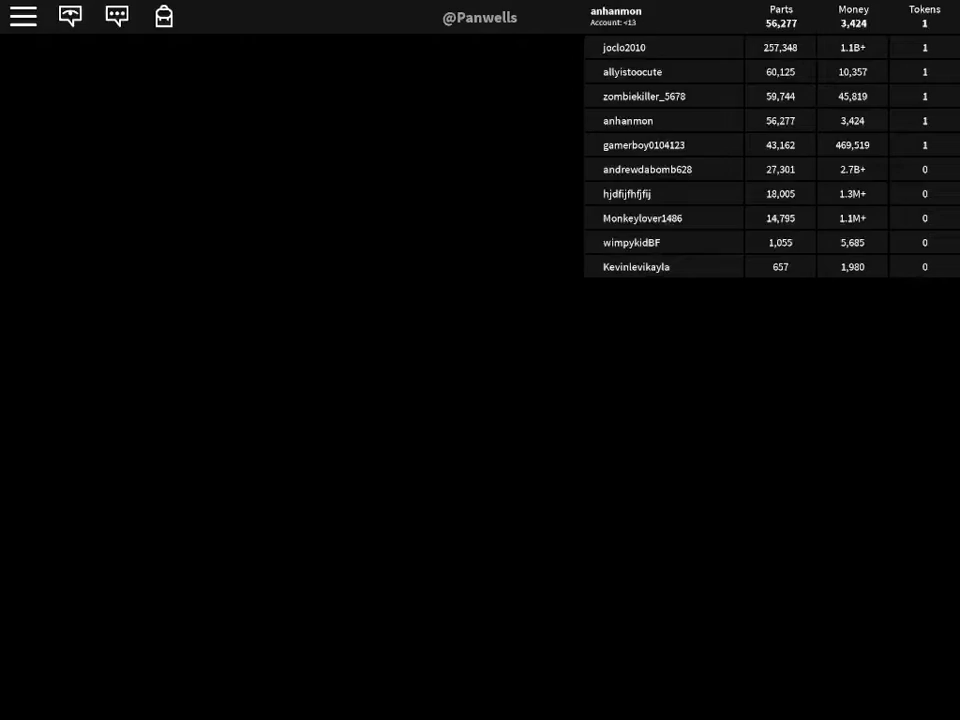 @Panwells
anhanmon Parts Money Tokens
Account: <13 56,277 3,424 1
joclo2010 257,348 1.1B+ 1
allyistoocute 60,125 10,357 1
zombiekiller_5678 59,744 45,819 1
anhanmon 56,277 3,424 1
gamerboy0104123 43,162 469,519 1
andrewdabomb628 27,301 2.7B+ 0
hjdfijfhfjfij 18,005 1.3M+ 0
Monkeylover1486 14,795 1.1M+ 0
wimpykidBF 1,055 5,685 0
Kevinlevikayla 657 1,980 0